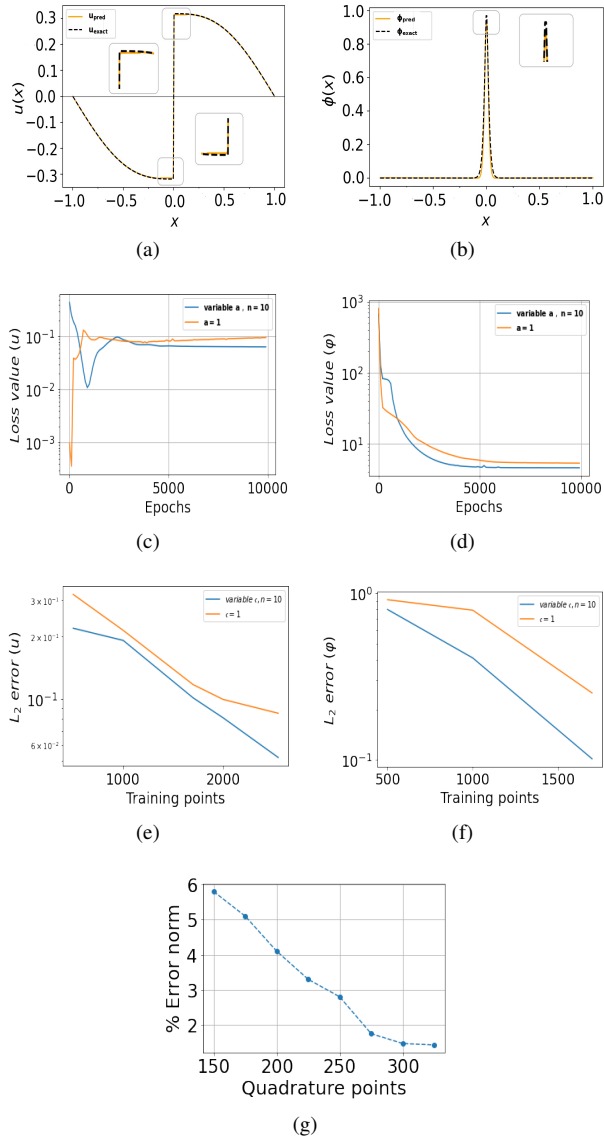 0.3
0.2
0.1
0.0
−0.1
−0.2
−0.3
u(x)
u_pred
u_exact
−1.0 −0.5 0.0 0.5 1.0
x
(a)
1.0
0.8
0.6
0.4
0.2
0.0
ϕ(x)
ϕ_pred
ϕ_exact
−1.0 −0.5 0.0 0.5 1.0
x
(b)
10^{-1}
10^{-2}
10^{-3}
Loss value (u)
variable a , n = 10
a = 1
0 5000 10000
Epochs
(c)
10^3
10^2
10^1
Loss value (φ)
variable a , n = 10
a = 1
0 5000 10000
Epochs
(d)
3 × 10^{-1}
2 × 10^{-1}
10^{-1}
6 × 10^{-2}
L_2 error (u)
variable ϵ, n = 10
ϵ = 1
1000 2000
Training points
(e)
10^0
10^{-1}
L_2 error (φ)
variable ϵ, n = 10
ϵ = 1
500 1000 1500
Training points
(f)
6
5
4
3
2
% Error norm
150 200 250 300
Quadrature points
(g)